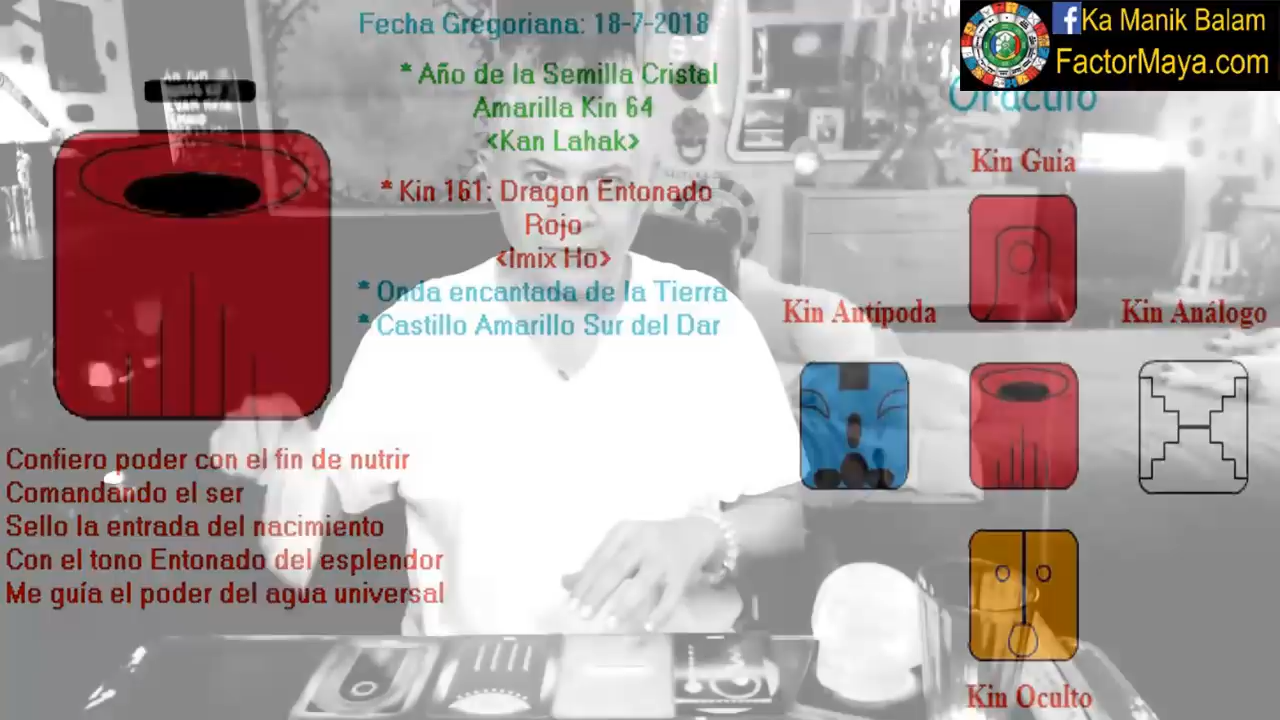 Fecha Gregoriana: 18-7-2018
* Año de la Semilla Cristal
Amarilla Kin 64
<Kan Lahak>
* Kin 161: Dragon Entonado
Rojo
<Imix Ho>
* Onda encantada de la Tierra
* Castillo Amarillo Sur del Dar
Confiero poder con el fin de nutrir
Comandando el ser
Sello la entrada del nacimiento
Con el tono Entonado del esplendor
Me guía el poder del agua universal
Ka Manik Balam
FactorMaya.com
Oráculo
Kin Guia
Kin Antípoda
Kin Análogo
Kin Oculto